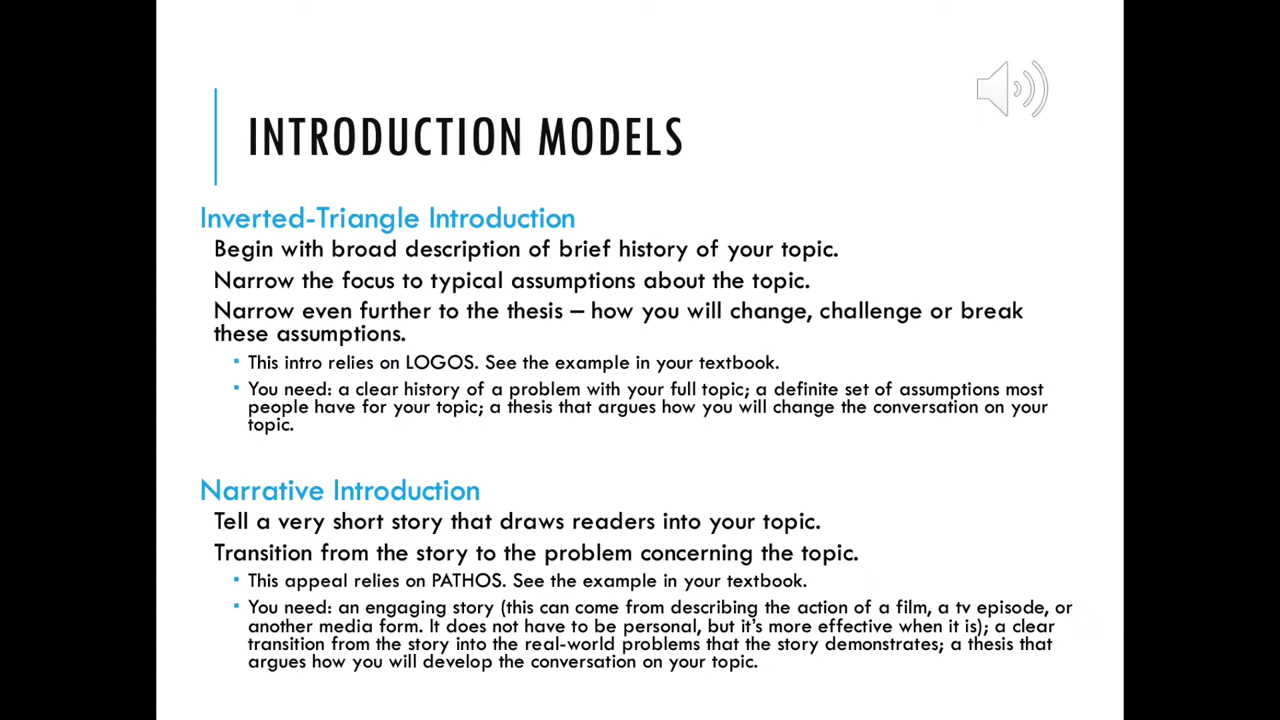 INTRODUCTION MODELS
Inverted-Triangle Introduction
Begin with broad description of brief history of your topic.
Narrow the focus to typical assumptions about the topic.
Narrow even further to the thesis – how you will change, challenge or break
these assumptions.
▪ This intro relies on LOGOS. See the example in your textbook.
▪ You need: a clear history of a problem with your full topic; a definite set of assumptions most
people have for your topic; a thesis that argues how you will change the conversation on your
topic.
Narrative Introduction
Tell a very short story that draws readers into your topic.
Transition from the story to the problem concerning the topic.
▪ This appeal relies on PATHOS. See the example in your textbook.
▪ You need: an engaging story (this can come from describing the action of a film, a tv episode, or
another media form. It does not have to be personal, but it's more effective when it is); a clear
transition from the story into the real-world problems that the story demonstrates; a thesis that
argues how you will develop the conversation on your topic.